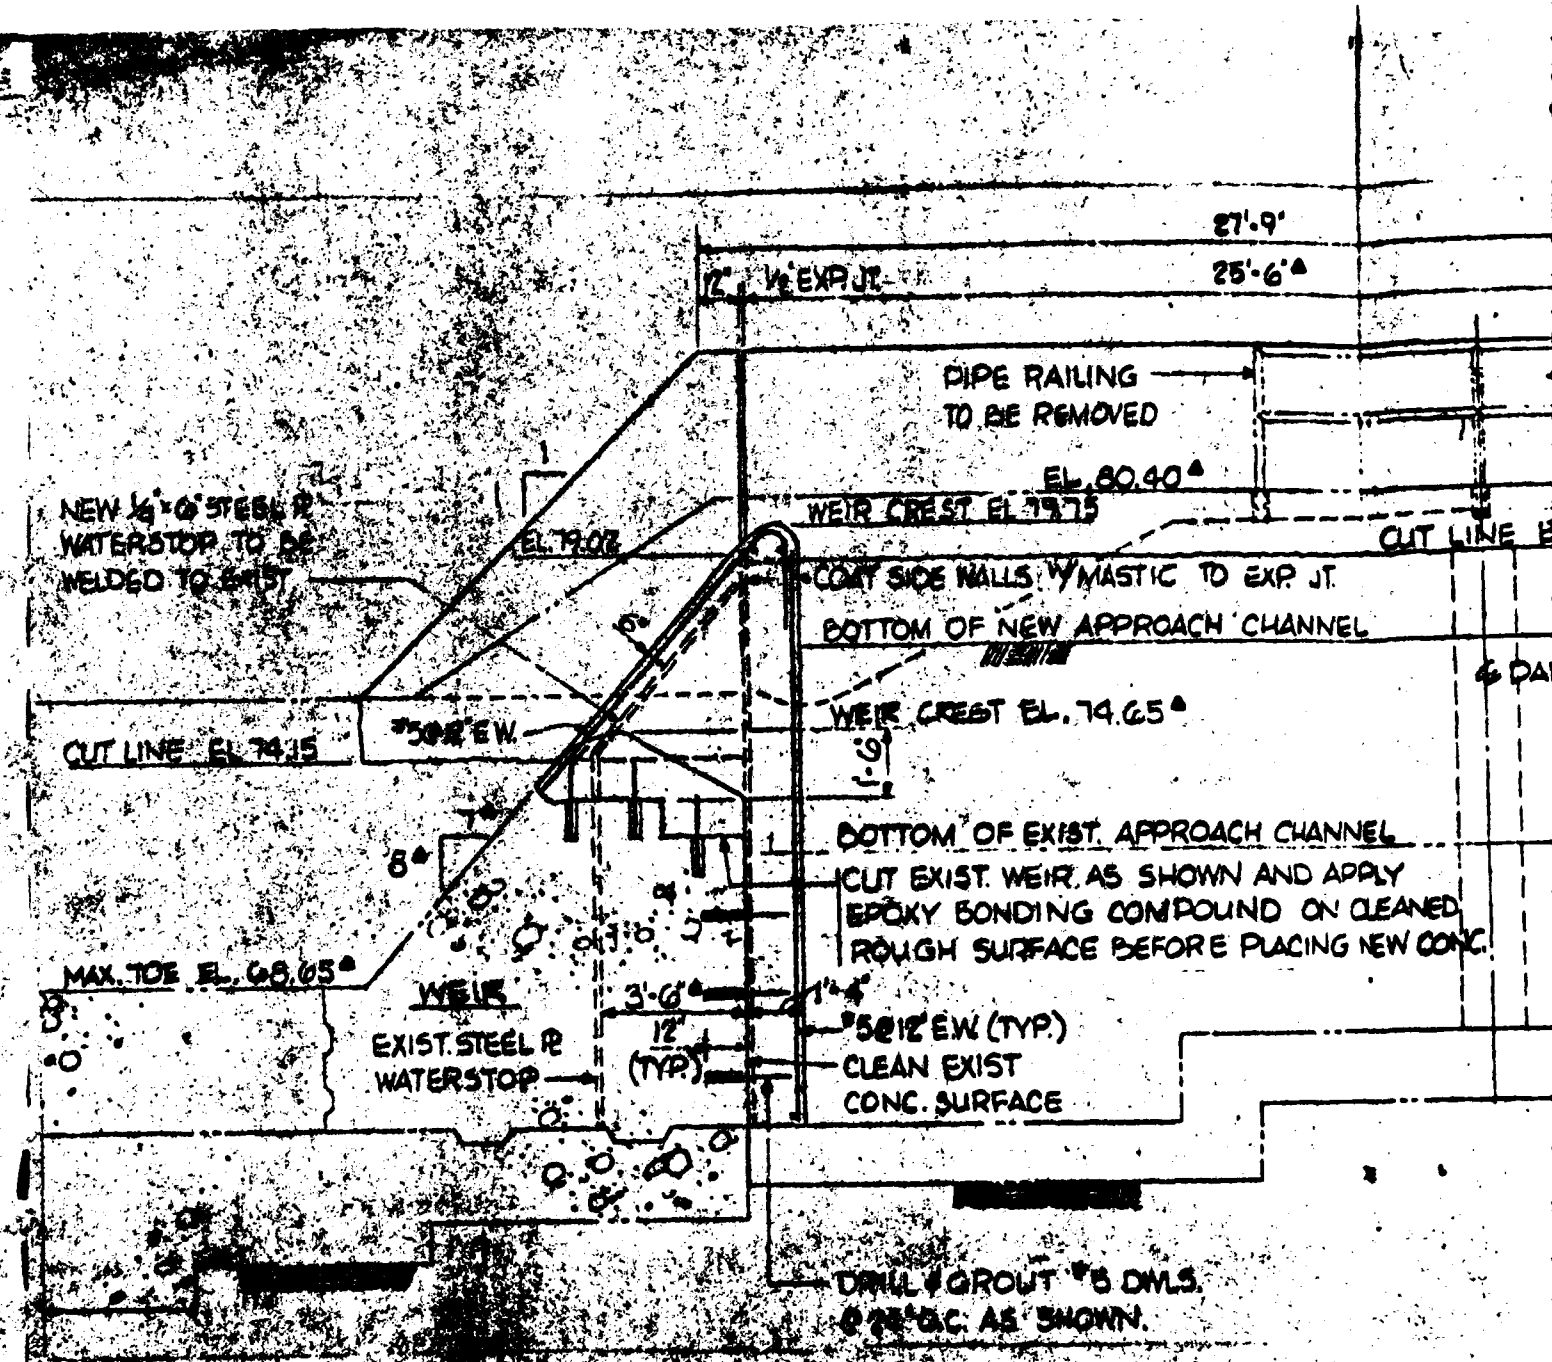 27'-9"
12" 1/2" EXP. JT.
25'-6"
PIPE RAILING
TO BE REMOVED
1
1
EL. 80.40
WEIR CREST EL 79.75
NEW STEEL PL
WATERSTOP TO BE
WELDED TO EXIST
EL. 79.02
CUT LINE
COAT SIDE WALLS W/MASTIC TO EXP. JT.
6"
BOTTOM OF NEW APPROACH CHANNEL
WEIR CREST EL. 74.65
#5@12" E.W.
CUT LINE EL 74.15
1'-6"
7
8
BOTTOM OF EXIST. APPROACH CHANNEL
CUT EXIST. WEIR AS SHOWN AND APPLY
EPOXY BONDING COMPOUND ON CLEANED
ROUGH SURFACE BEFORE PLACING NEW CONC.
MAX. TOE EL. 68.65
WEIR
3'-6"
1'-4"
12"
(TYP.)
#5@12" E.W. (TYP.)
EXIST. STEEL PL
WATERSTOP
CLEAN EXIST
CONC. SURFACE
DRILL & GROUT #5 DWLS.
O.C. AS SHOWN.